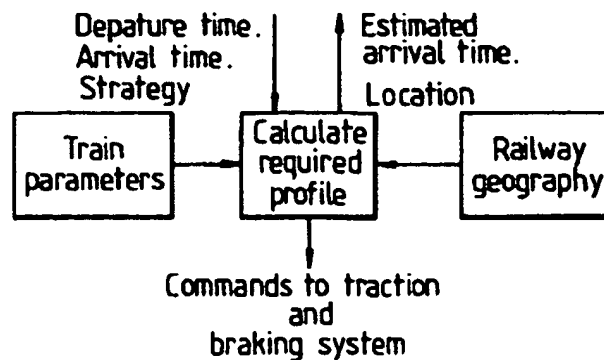 Depature time.
Arrival time.
Strategy
Estimated
arrival time.
Location
Train
parameters
Calculate
required
profile
Railway
geography
Commands to traction
and
braking system